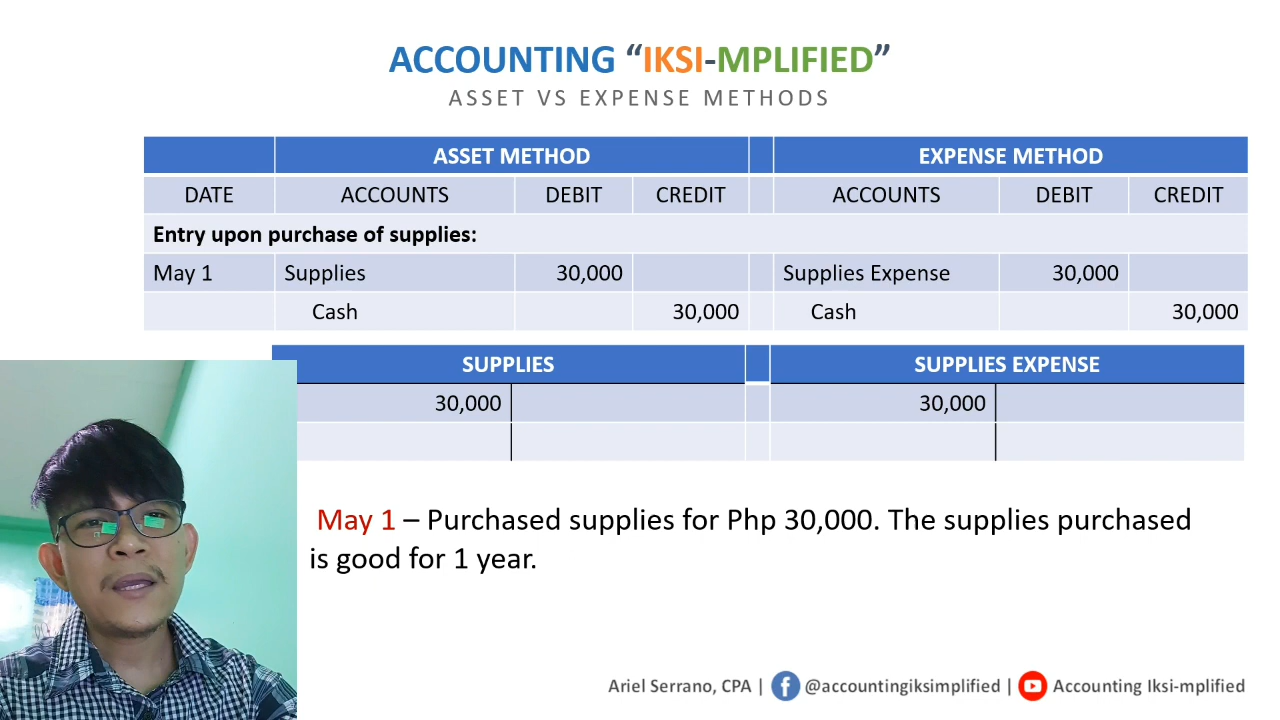 ACCOUNTING “IKSI-MPLIFIED”
ASSET VS EXPENSE METHODS
ASSET METHOD EXPENSE METHOD
DATE ACCOUNTS DEBIT CREDIT ACCOUNTS DEBIT CREDIT
Entry upon purchase of supplies:
May 1 Supplies 30,000 Supplies Expense 30,000
Cash 30,000 Cash 30,000
SUPPLIES SUPPLIES EXPENSE
30,000 30,000
May 1 – Purchased supplies for Php 30,000. The supplies purchased
is good for 1 year.
Ariel Serrano, CPA | @accountingiksimplified | Accounting Iksi-mplified